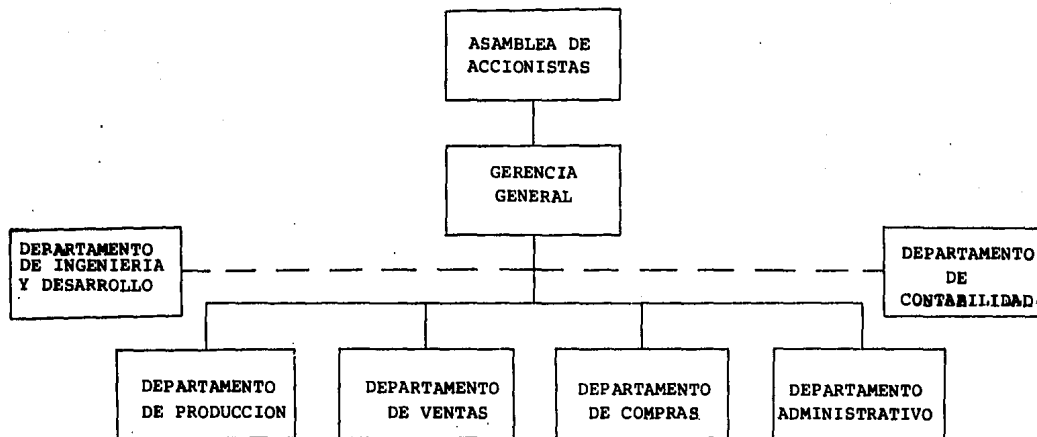 ASAMBLEA DE
ACCIONISTAS
GERENCIA
GENERAL
DEPARTAMENTO
DE INGENIERIA
Y DESARROLLO
DEPARTAMENTO
DE
CONTABILIDAD
DEPARTAMENTO
DE PRODUCCION
DEPARTAMENTO
DE VENTAS
DEPARTAMENTO
DE COMPRAS
DEPARTAMENTO
ADMINISTRATIVO